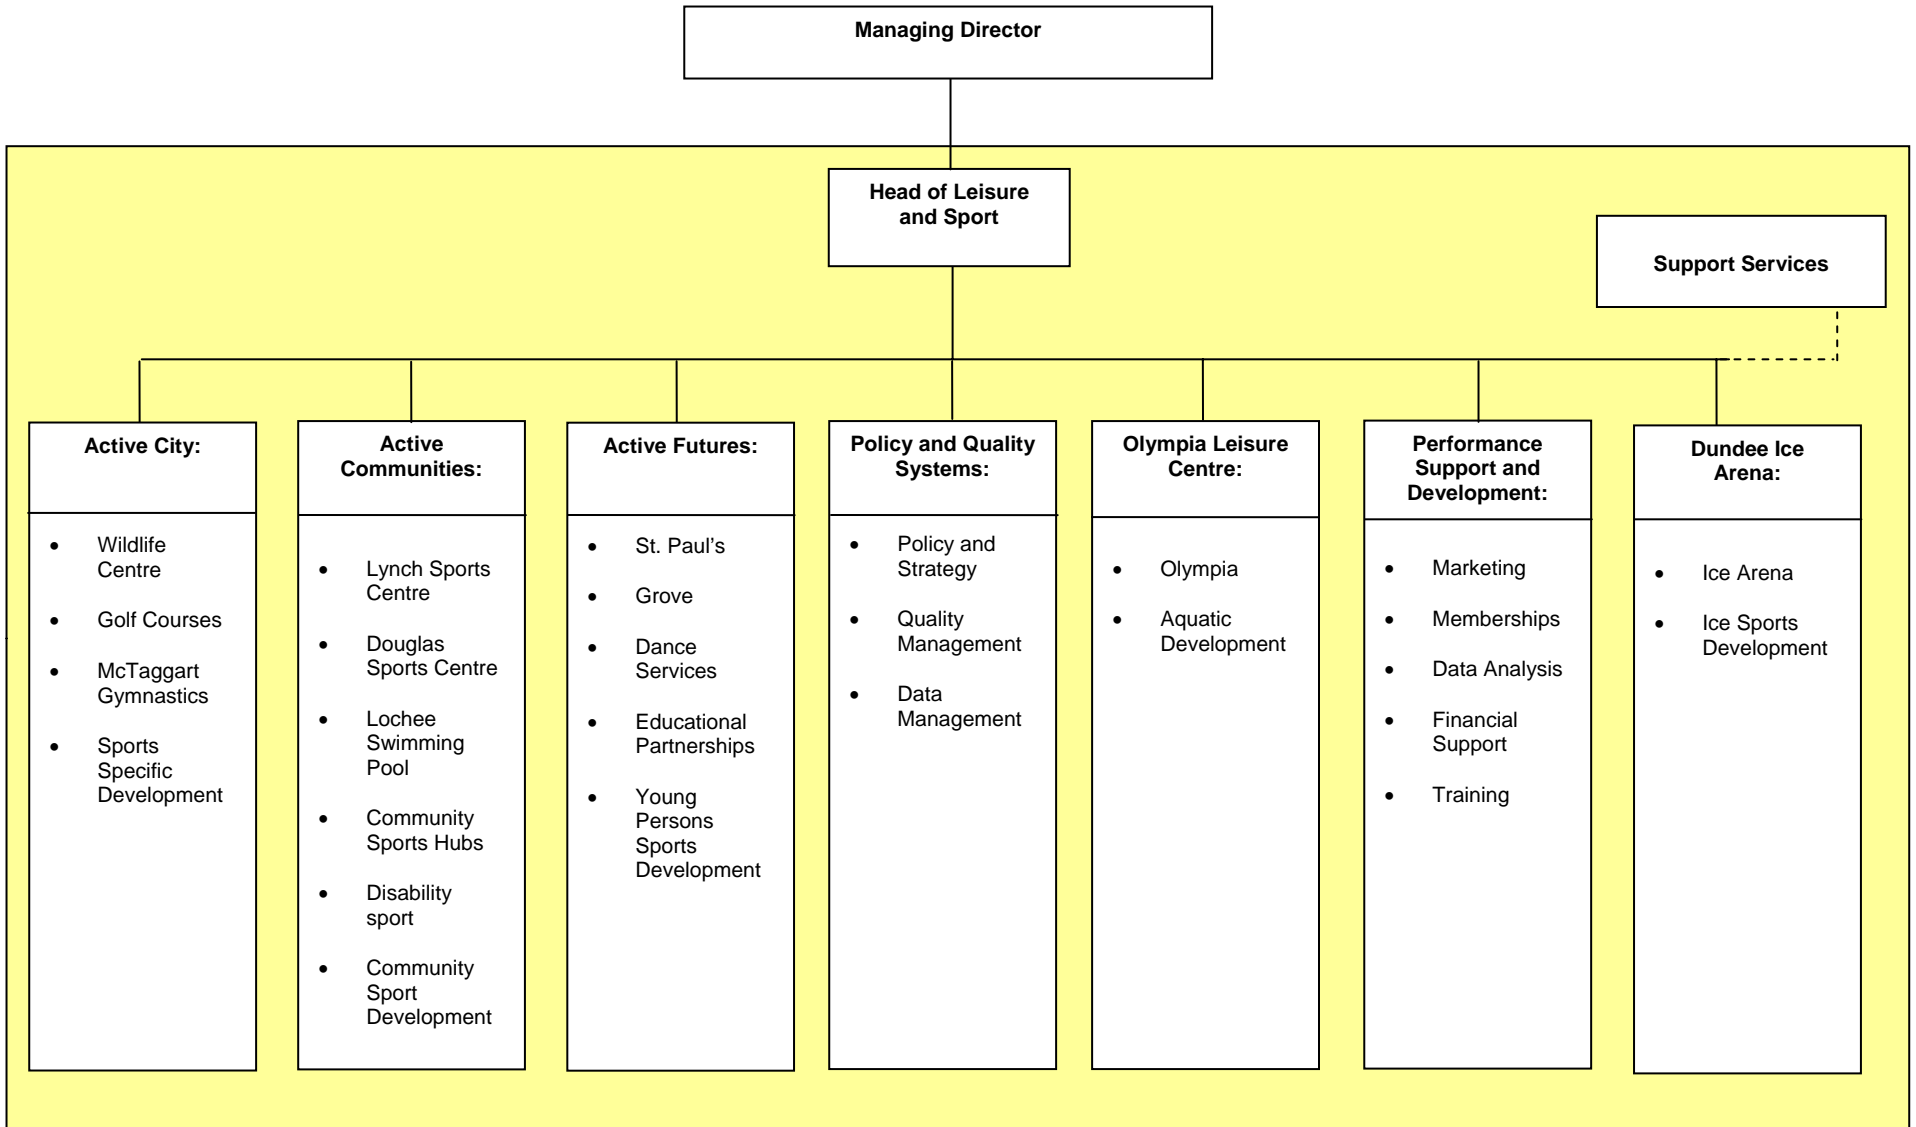 Managing Director
Head of Leisure
and Sport
Support Services
Active City:
• Wildlife
Centre
• Golf Courses
• McTaggart
Gymnastics
• Sports
Specific
Development
Active
Communities:
• Lynch Sports
Centre
• Douglas
Sports Centre
• Lochee
Swimming
Pool
• Community
Sports Hubs
• Disability
sport
• Community
Sport
Development
Active Futures:
• St. Paul's
• Grove
• Dance
Services
• Educational
Partnerships
• Young
Persons
Sports
Development
Policy and Quality
Systems:
• Policy and
Strategy
• Quality
Management
• Data
Management
Olympia Leisure
Centre:
• Olympia
• Aquatic
Development
Performance
Support and
Development:
• Marketing
• Memberships
• Data Analysis
• Financial
Support
• Training
Dundee Ice
Arena:
• Ice Arena
• Ice Sports
Development